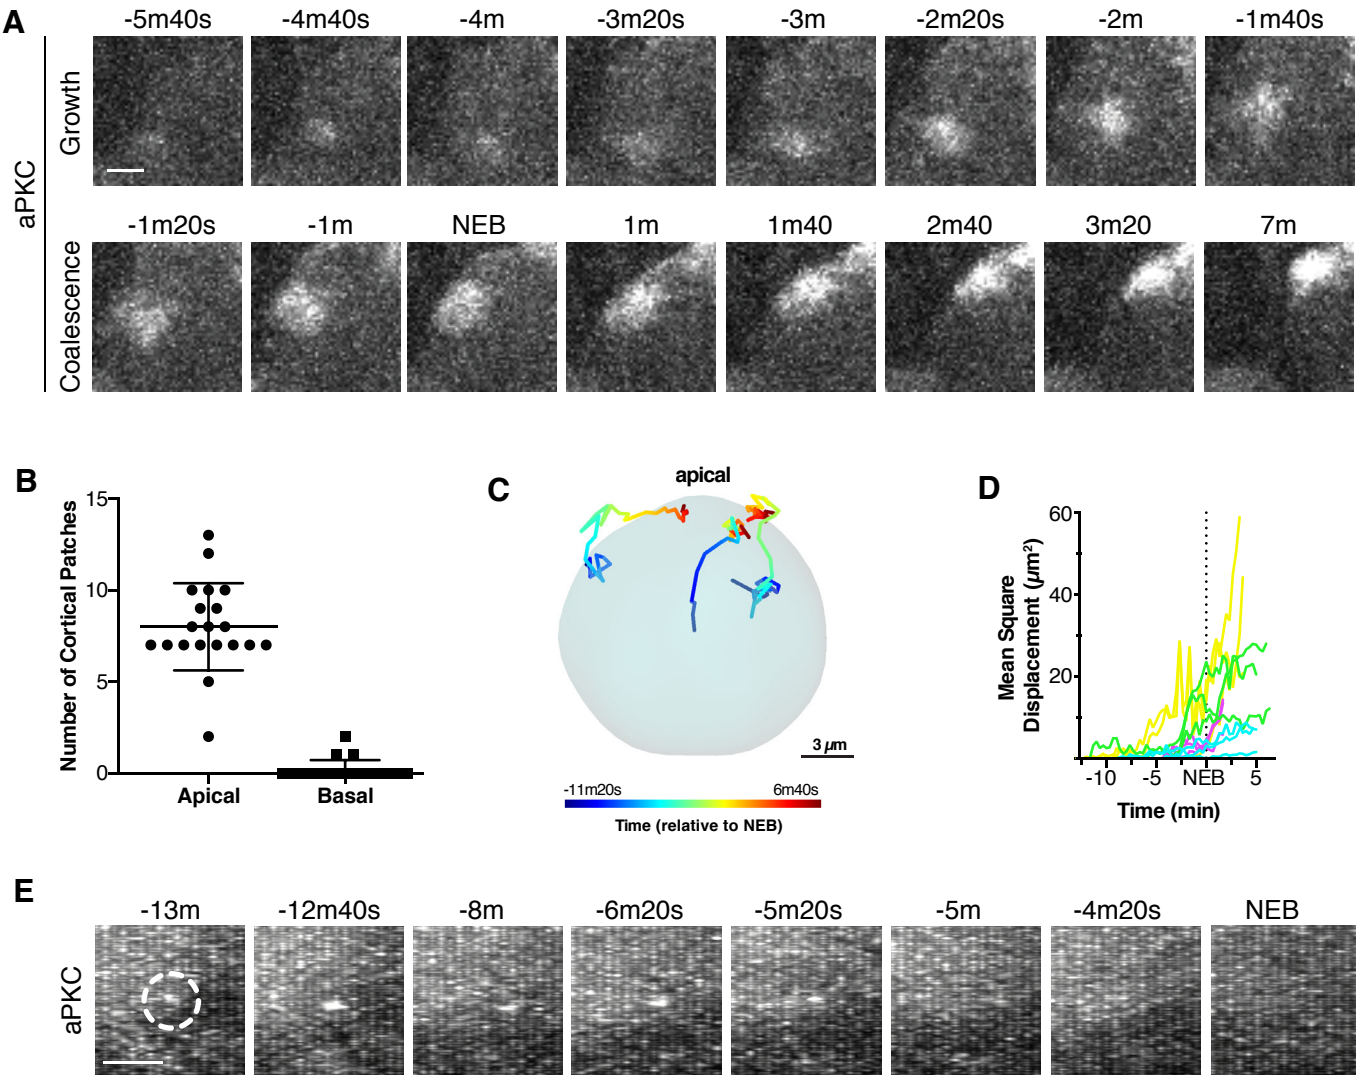 A
-5m40s -4m40s -4m -3m20s -3m -2m20s -2m -1m40s
aPKC
Growth
-1m20s -1m NEB 1m 1m40 2m40 3m20 7m
Coalescence
B
Number of Cortical Patches
15
10
5
0
Apical Basal
C
apical
3 µm
-11m20s 6m40s
Time (relative to NEB)
D
Mean Square
Displacement (µm²)
60
40
20
-10 -5 NEB 5
Time (min)
E
-13m -12m40s -8m -6m20s -5m20s -5m -4m20s NEB
aPKC